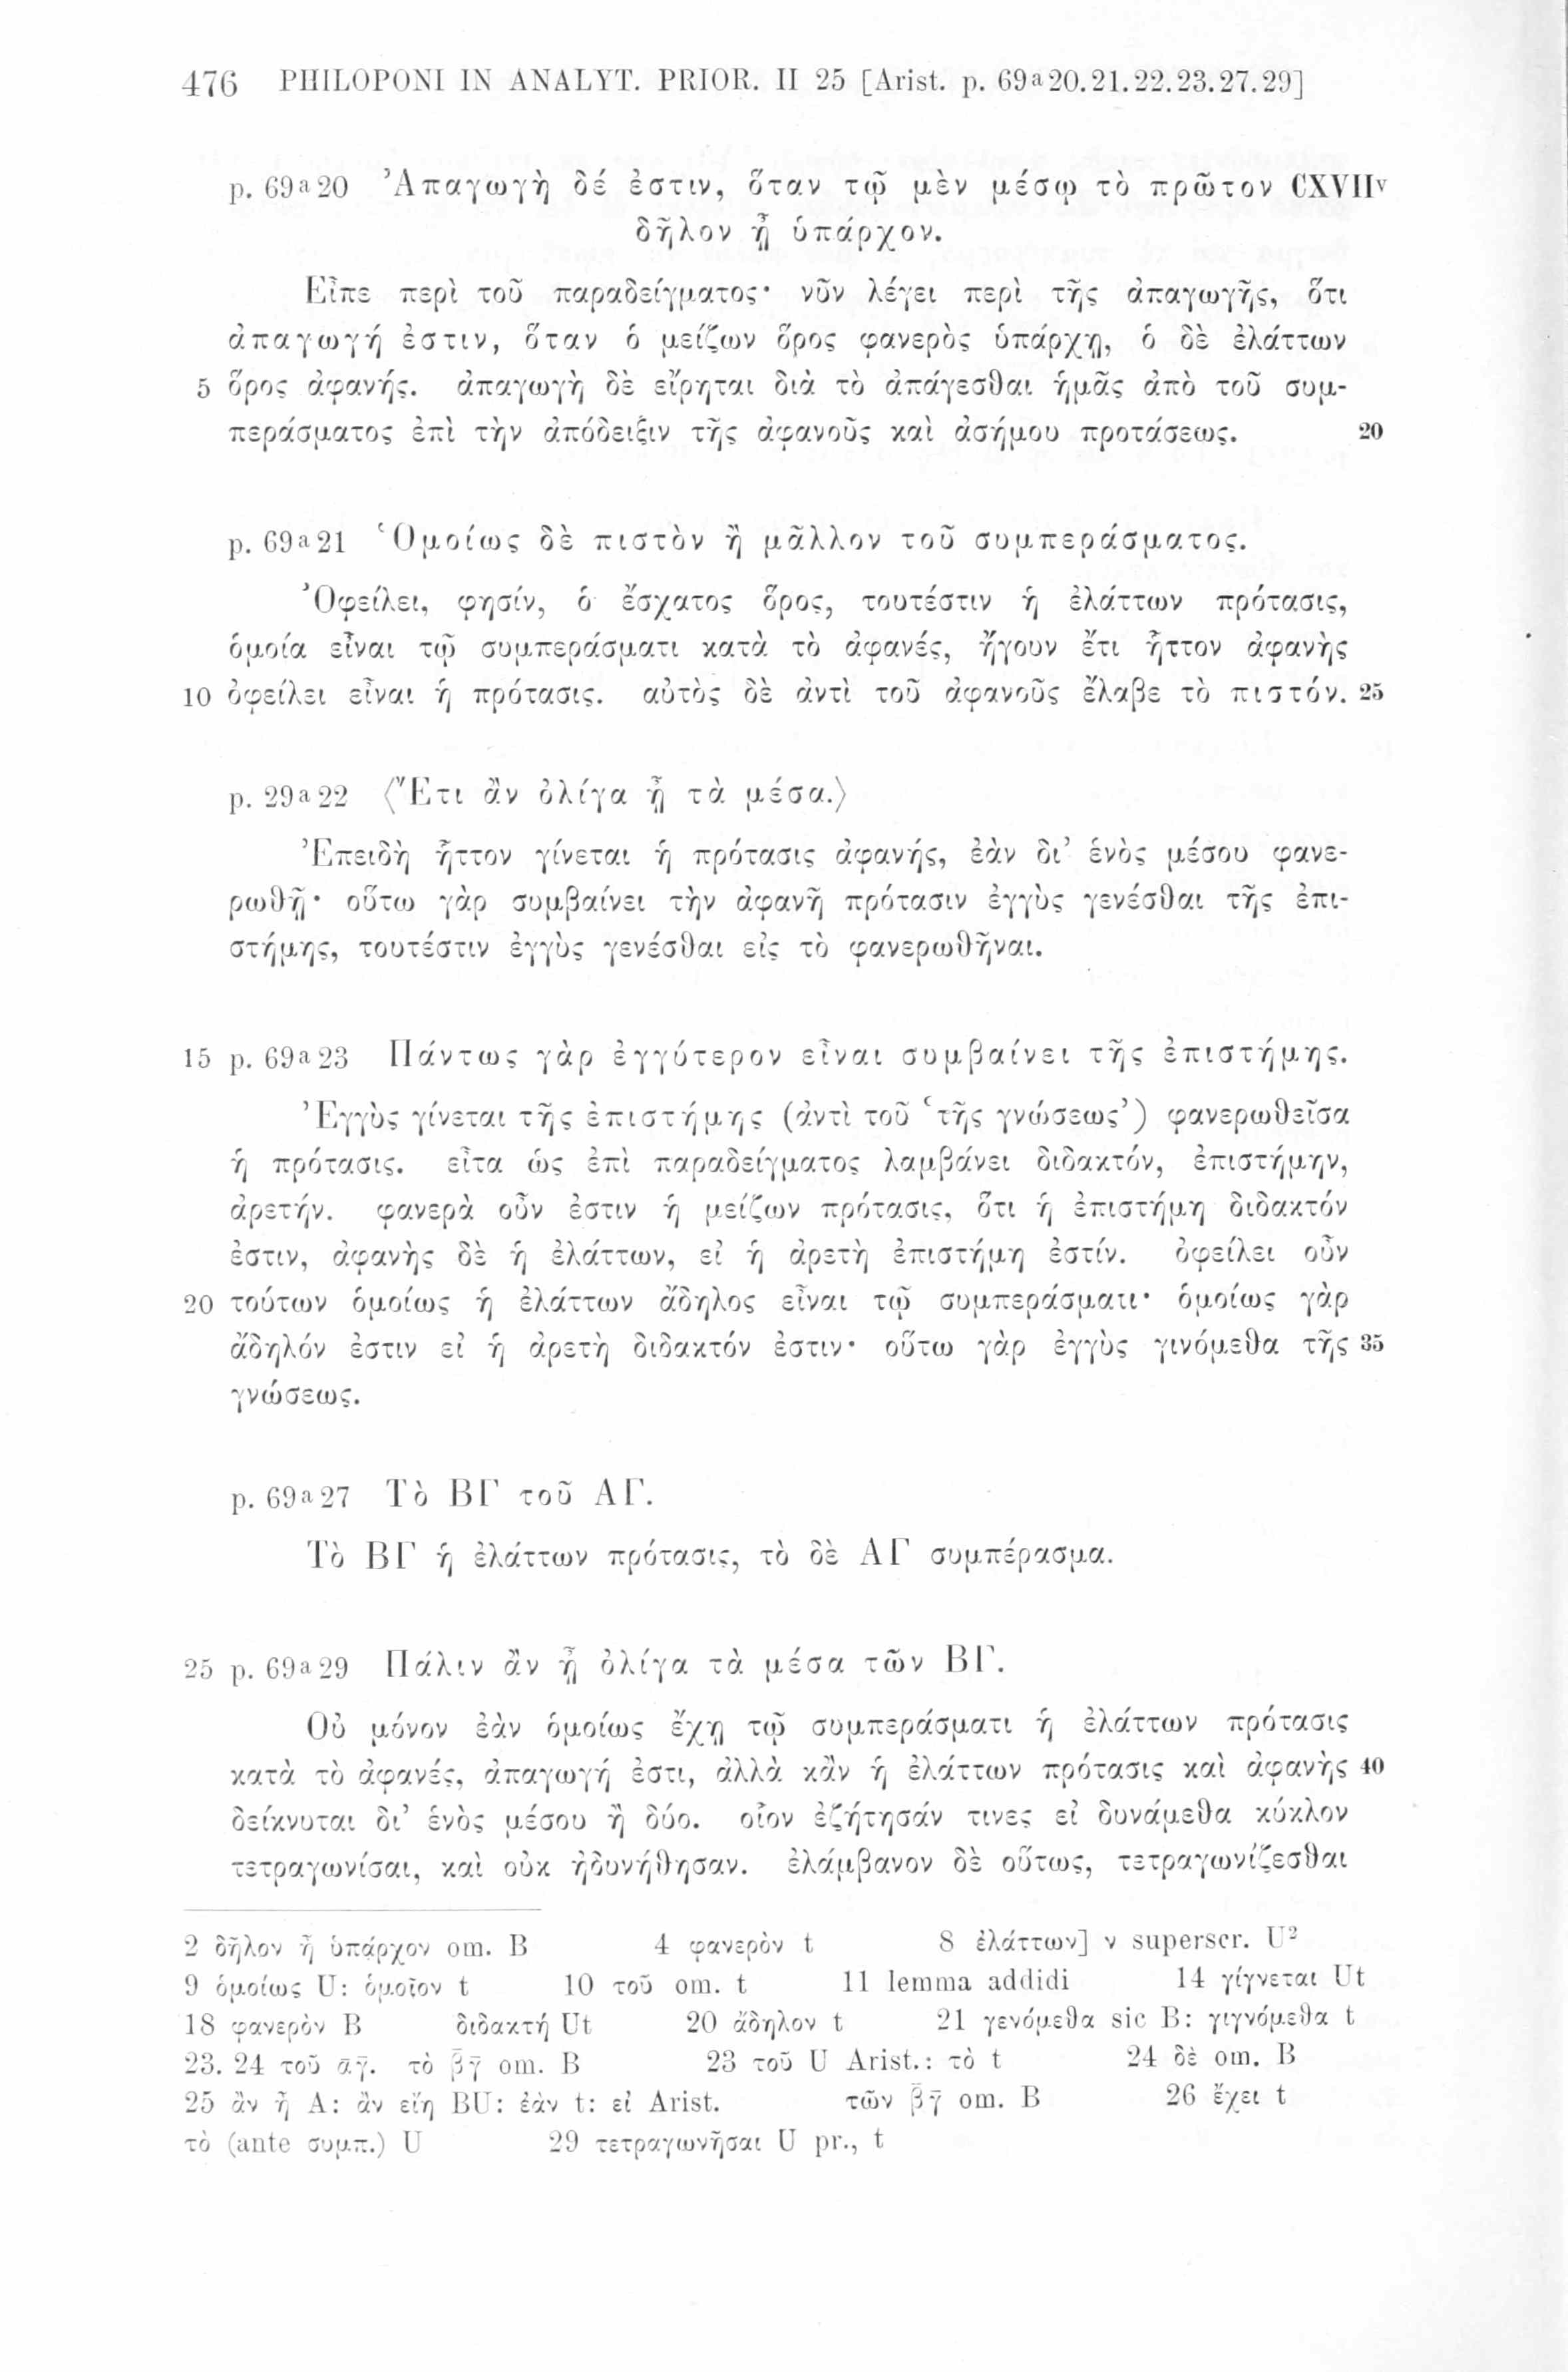 476 PHILOPONI IN ANALYT. PRIOR. II 25 [Arist. p. 69a20.21.22.23.27.29]
p. 69a20 Ἀπαγωγὴ δέ ἐστιν, ὅταν τῷ μὲν μέσῳ τὸ πρῶτον CXVIIv
δῆλον ᾖ ὑπάρχον.
Εἶπε περὶ τοῦ παραδείγματος· νῦν λέγει περὶ τῆς ἀπαγωγῆς, ὅτι
ἀπαγωγή ἐστιν, ὅταν ὁ μείζων ὅρος φανερὸς ὑπάρχῃ, ὁ δὲ ἐλάττων
5 ὅρος ἀφανής. ἀπαγωγὴ δὲ εἴρηται διὰ τὸ ἀπάγεσθαι ἡμᾶς ἀπὸ τοῦ συμ-
περάσματος ἐπὶ τὴν ἀπόδειξιν τῆς ἀφανοῦς καὶ ἀσήμου προτάσεως. 20
p. 69a21 Ὁμοίως δὲ πιστὸν ἢ μᾶλλον τοῦ συμπεράσματος.
Ὀφείλει, φησίν, ὁ ἔσχατος ὅρος, τουτέστιν ἡ ἐλάττων πρότασις,
ὁμοία εἶναι τῷ συμπεράσματι κατὰ τὸ ἀφανές, ἤγουν ἔτι ἧττον ἀφανὴς
10 ὀφείλει εἶναι ἡ πρότασις. αὐτὸς δὲ ἀντὶ τοῦ ἀφανοῦς ἔλαβε τὸ πιστόν. 25
p. 29a22 〈Ἔτι ἂν ὀλίγα ᾖ τὰ μέσα.〉
Ἐπειδὴ ἧττον γίνεται ἡ πρότασις ἀφανής, ἐὰν δι’ ἑνὸς μέσου φανε-
ρωθῇ· οὕτω γὰρ συμβαίνει τὴν ἀφανῆ πρότασιν ἐγγὺς γενέσθαι τῆς ἐπι-
στήμης, τουτέστιν ἐγγὺς γενέσθαι εἰς τὸ φανερωθῆναι.
15 p. 69a23 Πάντως γὰρ ἐγγύτερον εἶναι συμβαίνει τῆς ἐπιστήμης.
Ἐγγὺς γίνεται τῆς ἐπιστήμης (ἀντὶ τοῦ ‘τῆς γνώσεως’) φανερωθεῖσα
ἡ πρότασις. εἶτα ὡς ἐπὶ παραδείγματος λαμβάνει διδακτόν, ἐπιστήμην,
ἀρετήν. φανερὰ οὖν ἐστιν ἡ μείζων πρότασις, ὅτι ἡ ἐπιστήμη διδακτόν
ἐστιν, ἀφανὴς δὲ ἡ ἐλάττων, εἰ ἡ ἀρετὴ ἐπιστήμη ἐστίν. ὀφείλει οὖν
20 τούτων ὁμοίως ἡ ἐλάττων ἄδηλος εἶναι τῷ συμπεράσματι· ὁμοίως γὰρ
ἄδηλόν ἐστιν εἰ ἡ ἀρετὴ διδακτόν ἐστιν· οὕτω γὰρ ἐγγὺς γινόμεθα τῆς 35
γνώσεως.
p. 69a27 Τὸ ΒΓ τοῦ ΑΓ.
Τὸ ΒΓ ἡ ἐλάττων πρότασις, τὸ δὲ ΑΓ συμπέρασμα.
25 p. 69a29 Πάλιν ἂν ᾖ ὀλίγα τὰ μέσα τῶν ΒΓ.
Οὐ μόνον ἐὰν ὁμοίως ἔχῃ τῷ συμπεράσματι ἡ ἐλάττων πρότασις
κατὰ τὸ ἀφανές, ἀπαγωγή ἐστι, ἀλλὰ κἂν ἡ ἐλάττων πρότασις καὶ ἀφανὴς 40
δείκνυται δι’ ἑνὸς μέσου ἢ δύο. οἷον ἐζήτησάν τινες εἰ δυνάμεθα κύκλον
τετραγωνίσαι, καὶ οὐκ ἠδυνήθησαν. ἐλάμβανον δὲ οὕτως, τετραγωνίζεσθαι
2 δῆλον ἢ ὑπάρχον om. B 4 φανερὸν t 8 ἐλάττων] ν superscr. U2
9 ὁμοίως U: ὁμοῖον t 10 τοῦ om. t 11 lemma addidi 14 γίγνεται Ut
18 φανερὸν B διδακτή Ut 20 ἄδηλον t 21 γενόμεθα sic B: γιγνόμεθα t
23. 24 τοῦ α̅γ̅. τὸ β̅γ̅ om. B 23 τοῦ U Arist.: τὸ t 24 δὲ om. B
25 ἂν ἢ A: ἂν εἴη BU: ἐὰν t: εἰ Arist. τῶν β̅γ̅ om. B 26 ἔχει t
τὸ (ante συμπ.) U 29 τετραγωνῆσαι U pr., t